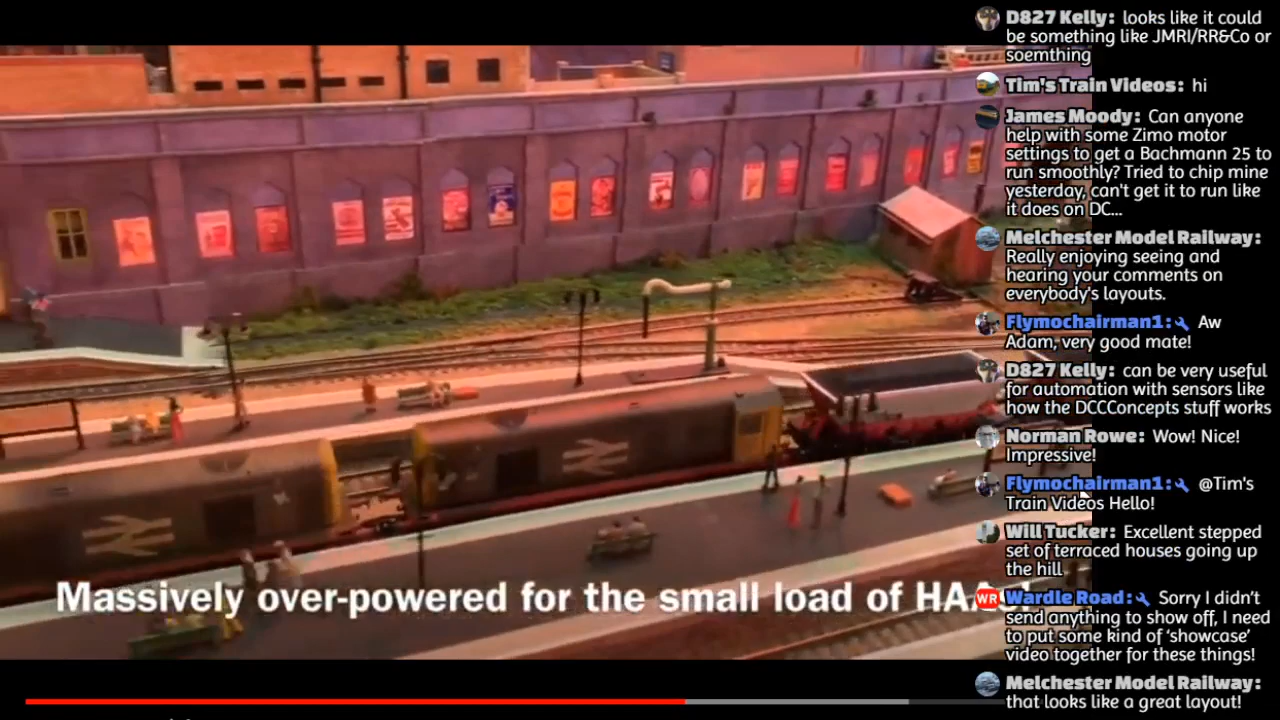 D827 Kelly: looks like it could
be something like JMRI/RR&Co or
soemthing
Tim's Train Videos: hi
James Moody: Can anyone
help with some Zimo motor
settings to get a Bachmann 25 to
run smoothly? Tried to chip mine
yesterday, can't get it to run like
it does on DC...
Melchester Model Railway:
Really enjoying seeing and
hearing your comments on
everybody's layouts.
Flymochairman1: Aw
Adam, very good mate!
D827 Kelly: can be very useful
for automation with sensors like
how the DCCConcepts stuff works
Norman Rowe: Wow! Nice!
Impressive!
Flymochairman1: @Tim's
Train Videos Hello!
Will Tucker: Excellent stepped
set of terraced houses going up
the hill
WR Wardle Road: Sorry I didn't
send anything to show off, I need
to put some kind of 'showcase'
video together for these things!
Melchester Model Railway:
that looks like a great layout!
Massively over-powered for the small load of